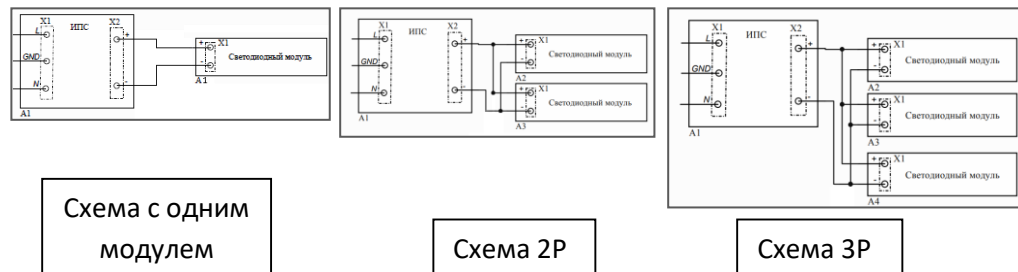 X1 ИПС X2
L
GND
N
+
-
A1
+ X1
-
Светодиодный модуль
A1
X1 ИПС X2
L
GND
N
+
-
A1
+ X1
-
Светодиодный модуль
A2
+ X1
-
Светодиодный модуль
A3
X1 ИПС X2
L
GND
N
+
-
A1
+ X1
-
Светодиодный модуль
A2
+ X1
-
Светодиодный модуль
A3
+ X1
-
Светодиодный модуль
A4
Схема с одним
модулем
Схема 2Р
Схема 3Р